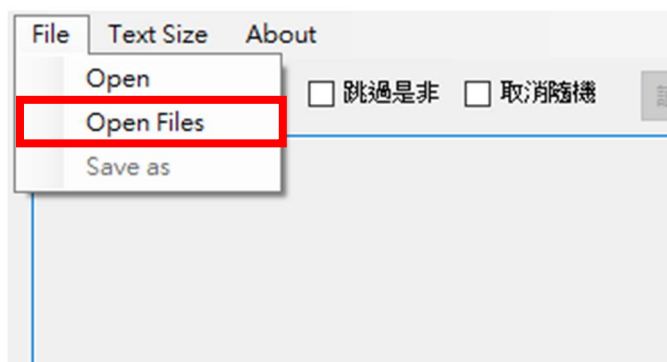 File Text Size About
Open
跳過是非 取消隨機
Open Files
Save as